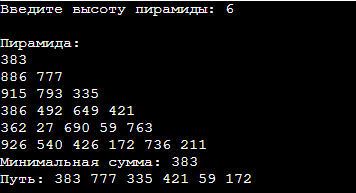 Введите высоту пирамиды: 6
Пирамида:
383
886 777
915 793 335
386 492 649 421
362 27 690 59 763
926 540 426 172 736 211
Минимальная сумма: 383
Путь: 383 777 335 421 59 172